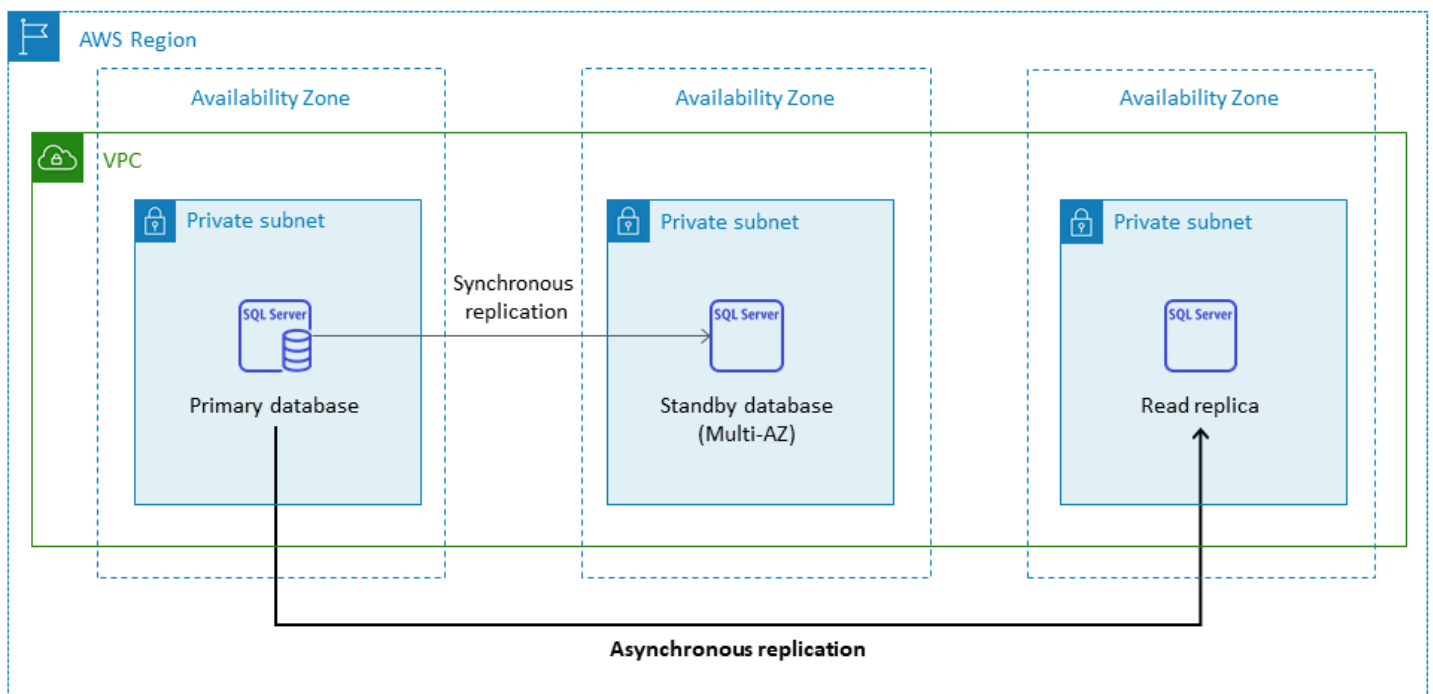 AWS Region
Availability Zone
Availability Zone
Availability Zone
VPC
Private subnet
Private subnet
Private subnet
Synchronous
replication
SQL Server
SQL Server
SQL Server
Primary database
Standby database
(Multi-AZ)
Read replica
Asynchronous replication